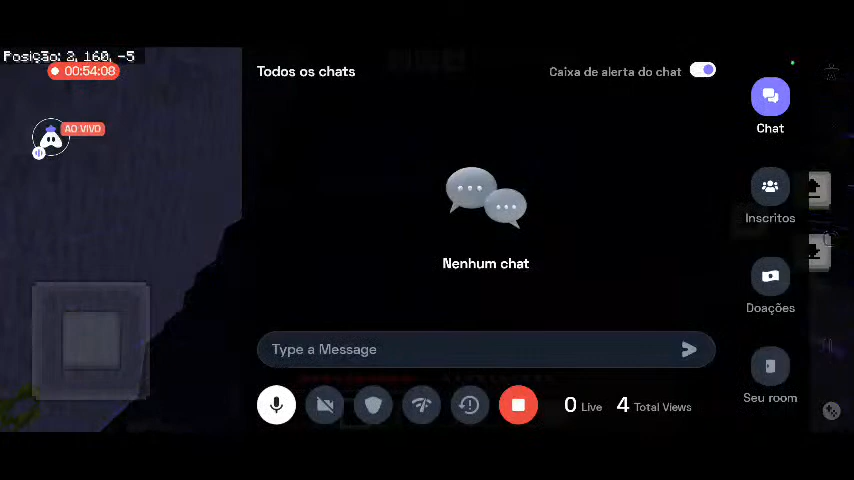 Posição: 2, 160, -5
00:54:08
Todos os chats
Caixa de alerta do chat
AO VIVO
Chat
Inscritos
Nenhum chat
Doações
Type a Message
Seu room
0 Live 4 Total Views